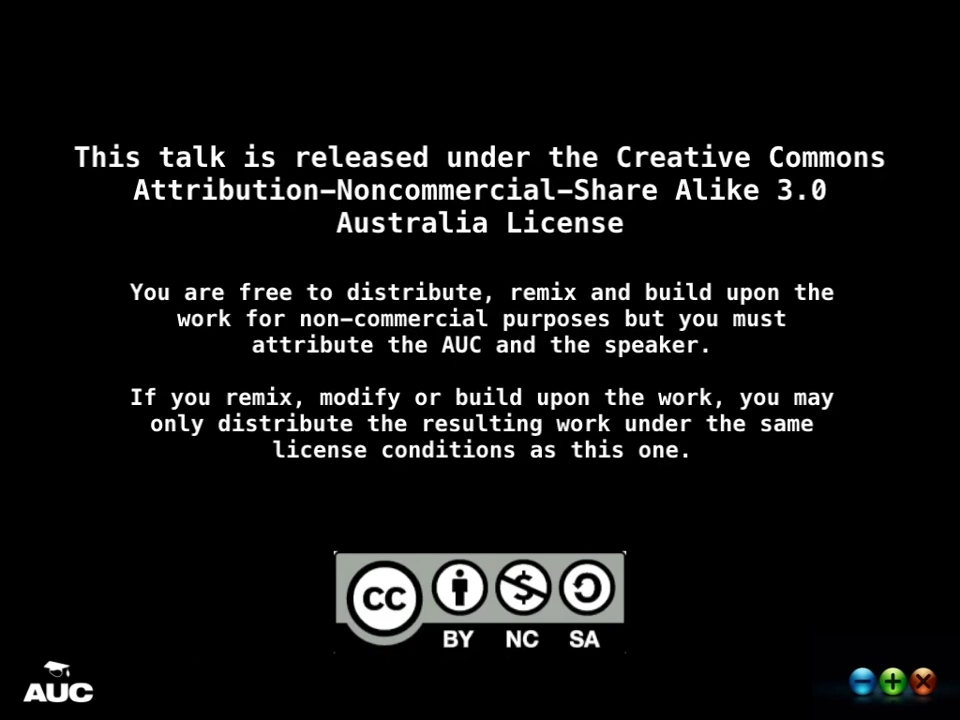 This talk is released under the Creative Commons
Attribution-Noncommercial-Share Alike 3.0
Australia License
You are free to distribute, remix and build upon the
work for non-commercial purposes but you must
attribute the AUC and the speaker.
If you remix, modify or build upon the work, you may
only distribute the resulting work under the same
license conditions as this one.
cc
BY NC SA
AUC